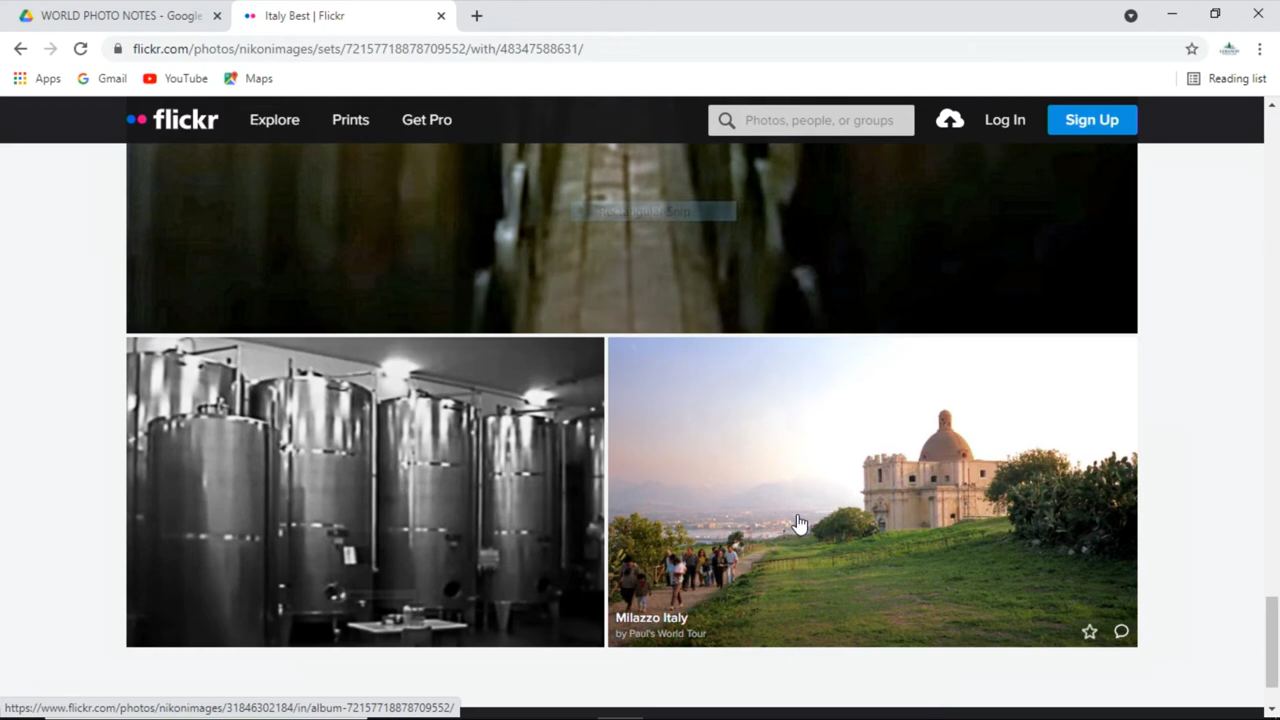 WORLD PHOTO NOTES - Google
Italy Best | Flickr
flickr.com/photos/nikonimages/sets/72157718878709552/with/48347588631/
Apps
Gmail
YouTube
Maps
Reading list
flickr
Explore
Prints
Get Pro
Photos, people, or groups
Log In
Sign Up
Rectangular Snip
Milazzo Italy
by Paul's World Tour
https://www.flickr.com/photos/nikonimages/31846302184/in/album-72157718878709552/